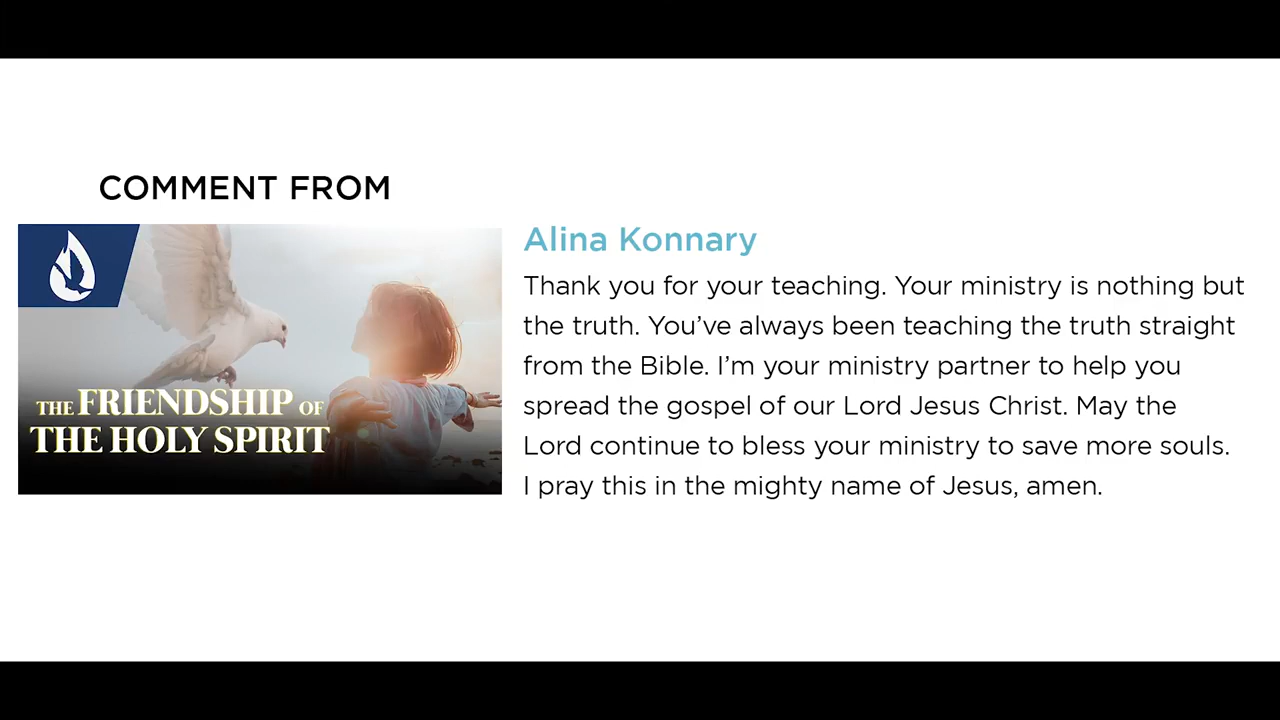 COMMENT FROM
THE FRIENDSHIP OF
THE HOLY SPIRIT
Alina Konnary
Thank you for your teaching. Your ministry is nothing but
the truth. You’ve always been teaching the truth straight
from the Bible. I’m your ministry partner to help you
spread the gospel of our Lord Jesus Christ. May the
Lord continue to bless your ministry to save more souls.
I pray this in the mighty name of Jesus, amen.